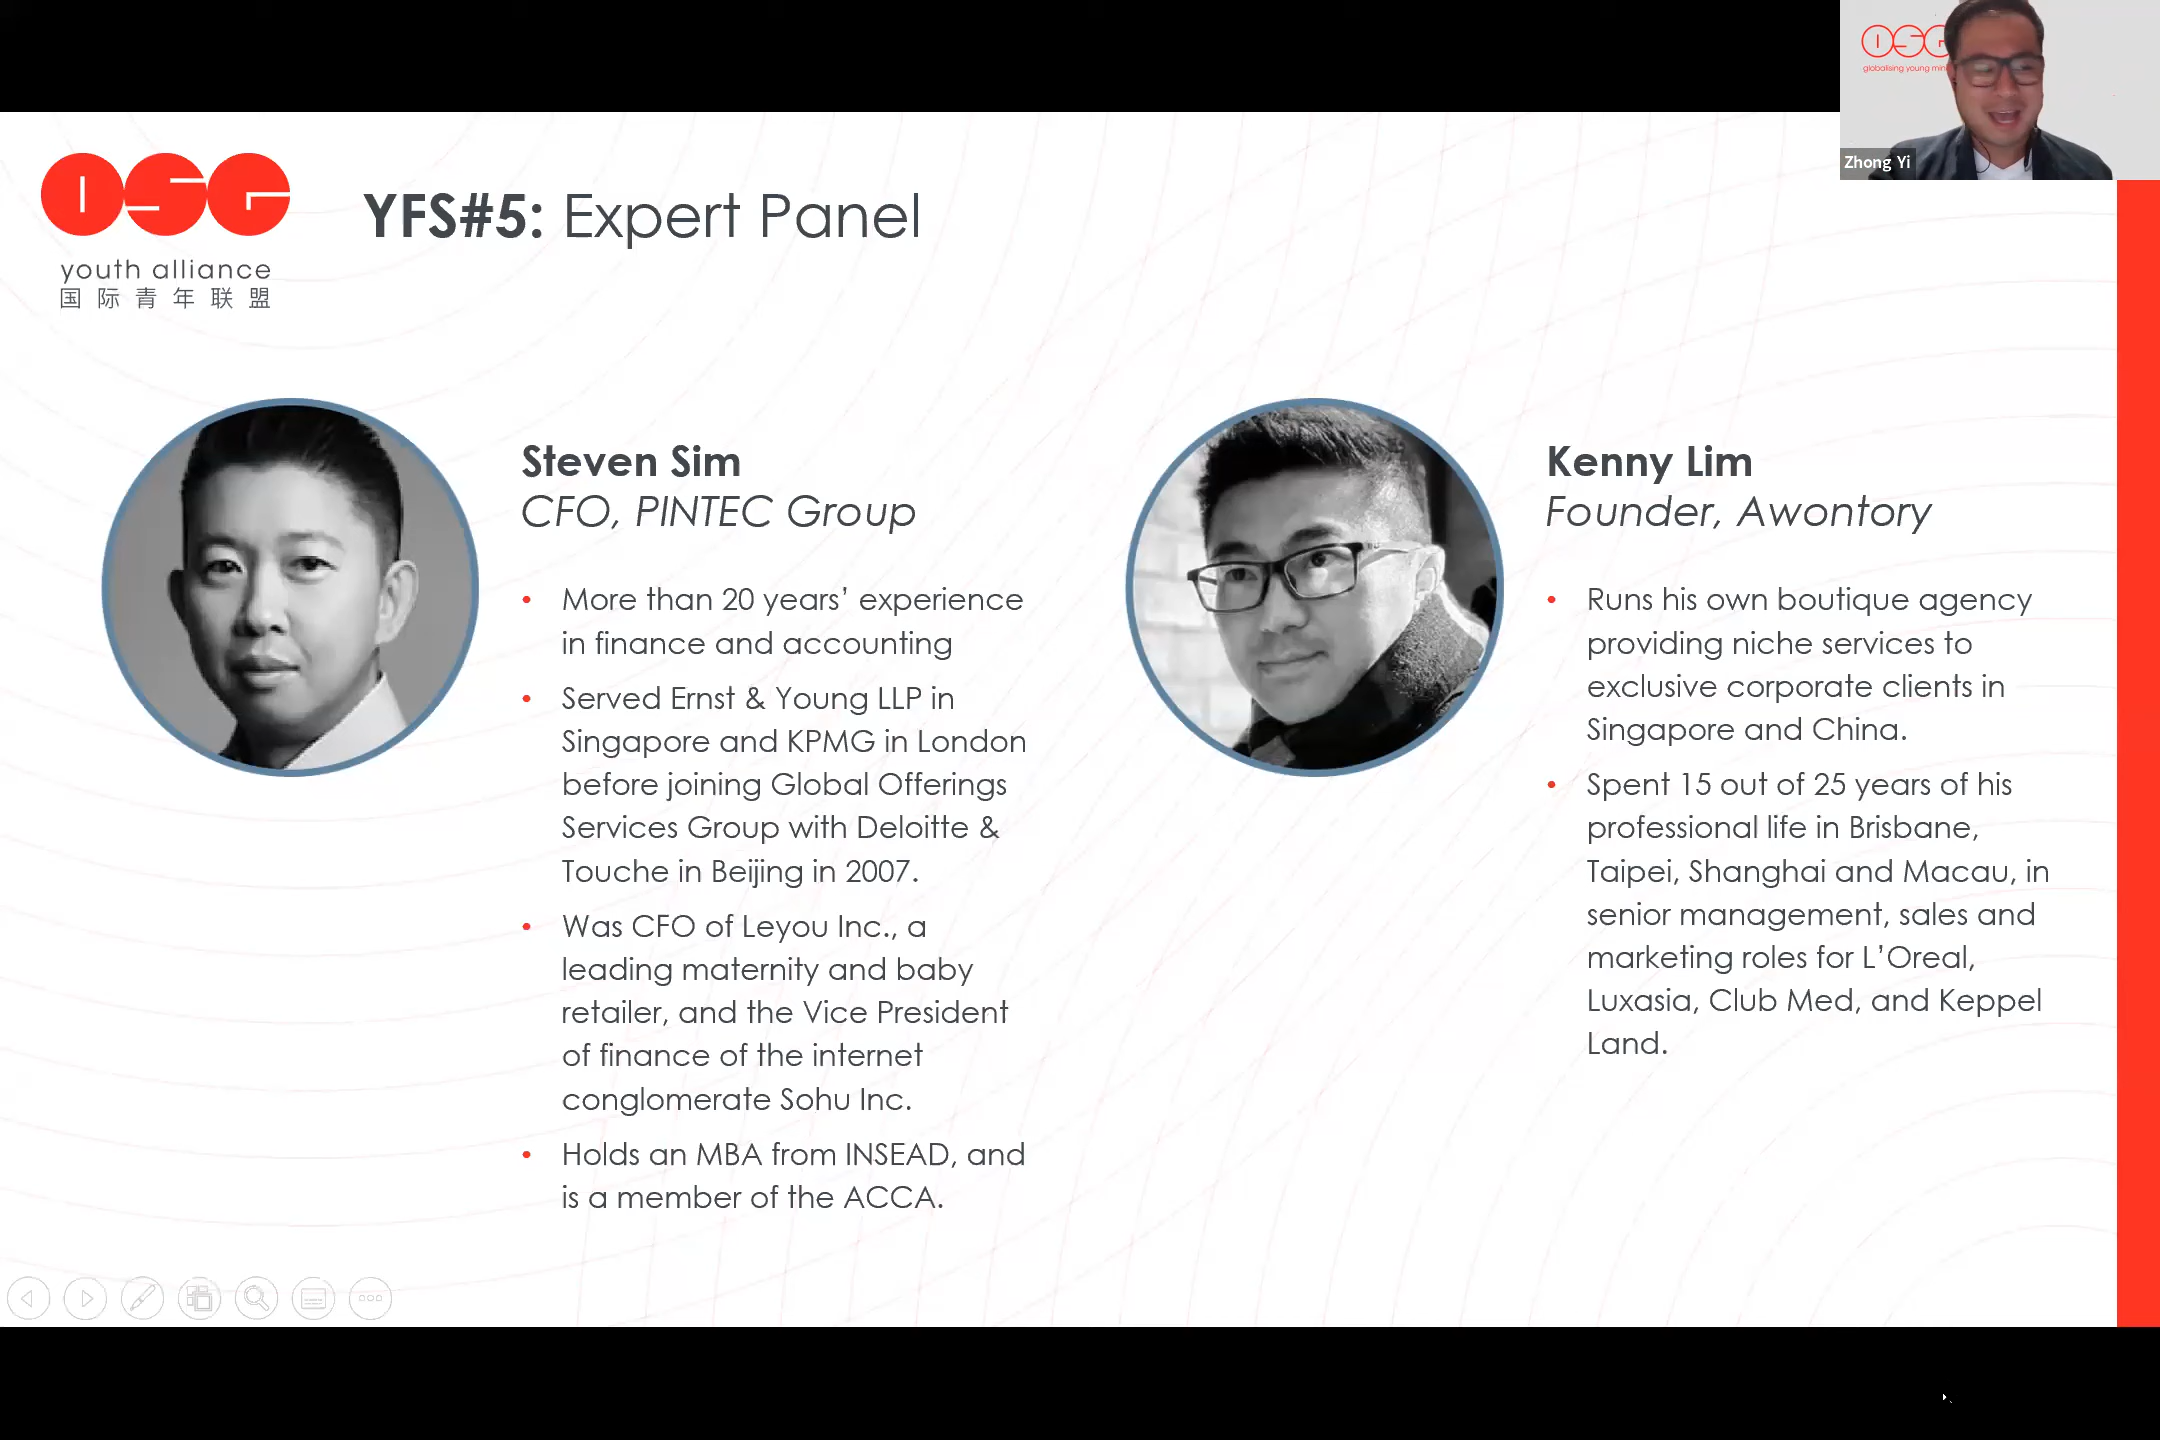 OSG
globalising young min
Zhong Yi
OSG
youth alliance
国际青年联盟
YFS#5: Expert Panel
Steven Sim
CFO, PINTEC Group
• More than 20 years’ experience
in finance and accounting
• Served Ernst & Young LLP in
Singapore and KPMG in London
before joining Global Offerings
Services Group with Deloitte &
Touche in Beijing in 2007.
• Was CFO of Leyou Inc., a
leading maternity and baby
retailer, and the Vice President
of finance of the internet
conglomerate Sohu Inc.
• Holds an MBA from INSEAD, and
is a member of the ACCA.
Kenny Lim
Founder, Awontory
• Runs his own boutique agency
providing niche services to
exclusive corporate clients in
Singapore and China.
• Spent 15 out of 25 years of his
professional life in Brisbane,
Taipei, Shanghai and Macau, in
senior management, sales and
marketing roles for L’Oreal,
Luxasia, Club Med, and Keppel
Land.